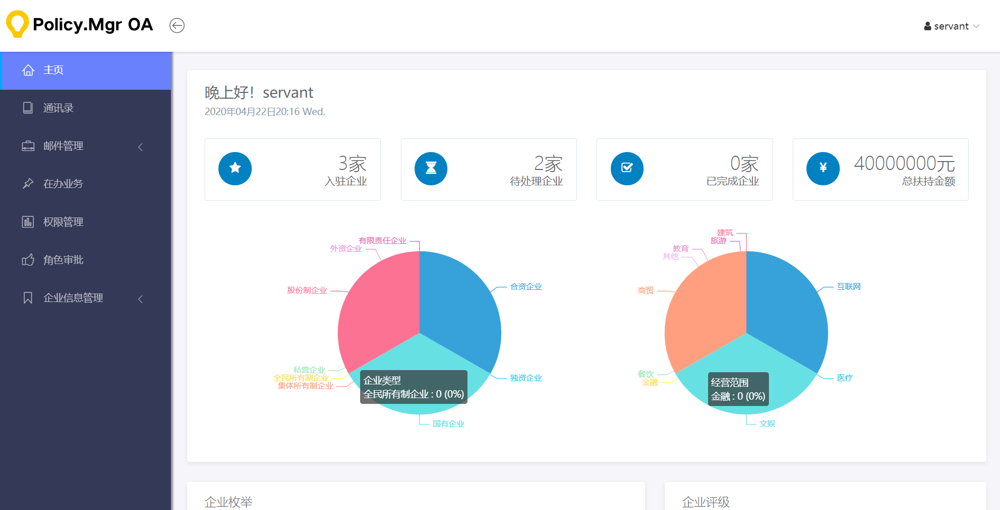 Policy.Mgr OA
servant
主页
通讯录
邮件管理
在办业务
权限管理
角色审批
企业信息管理
晚上好！servant
2020年04月22日20:16 Wed.
3家
入驻企业
2家
待处理企业
0家
已完成企业
¥
40000000元
总扶持金额
有限责任企业
外资企业
股份制企业
合资企业
私营企业
全民所有制企业
集体所有制企业
独资企业
国有企业
企业类型
全民所有制企业 : 0 (0%)
建筑
旅游
教育
其他
商贸
互联网
餐饮
金融
医疗
文娱
经营范围
金融 : 0 (0%)
企业枚举
企业评级